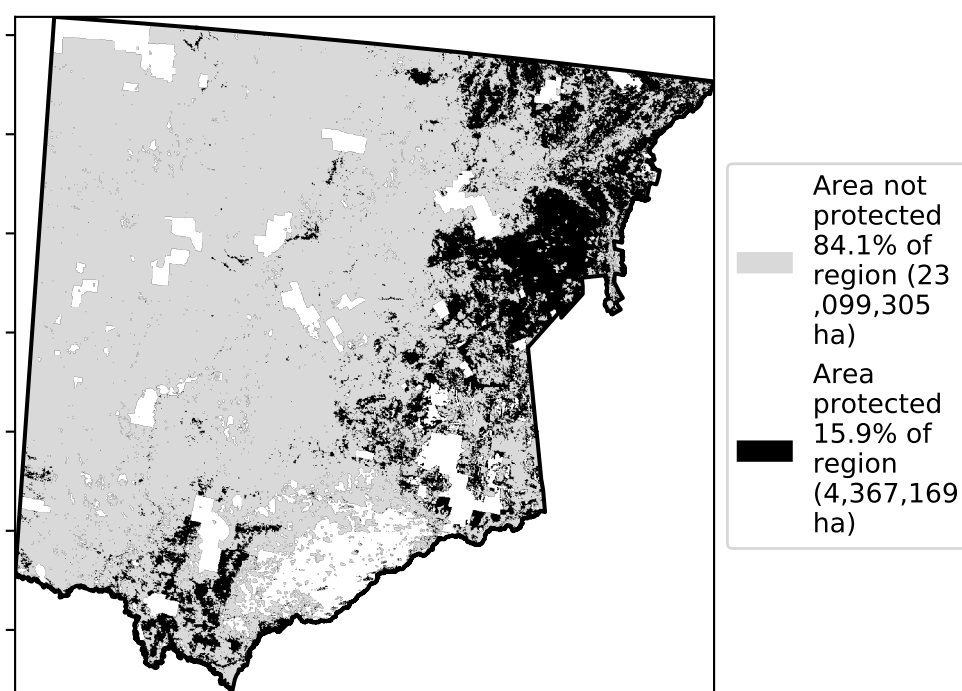 Area not
protected
84.1% of
region (23
,099,305
ha)
Area
protected
15.9% of
region
(4,367,169
ha)